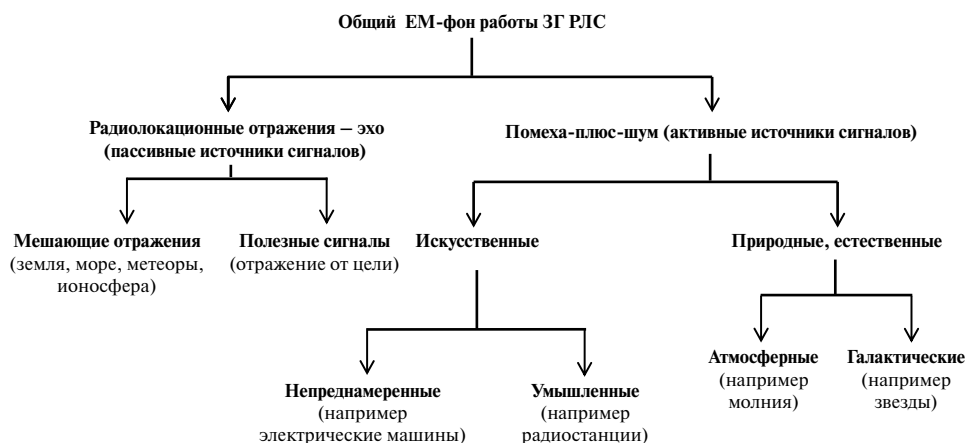 Общий ЕМ-фон работы ЗГ РЛС
Радиолокационные отражения – эхо
(пассивные источники сигналов)
Помеха-плюс-шум (активные источники сигналов)
Мешающие отражения
(земля, море, метеоры,
ионосфера)
Полезные сигналы
(отражение от цели)
Искусственные
Природные, естественные
Непреднамеренные
(например
электрические машины)
Умышленные
(например
радиостанции)
Атмосферные
(например
молния)
Галактические
(например
звезды)